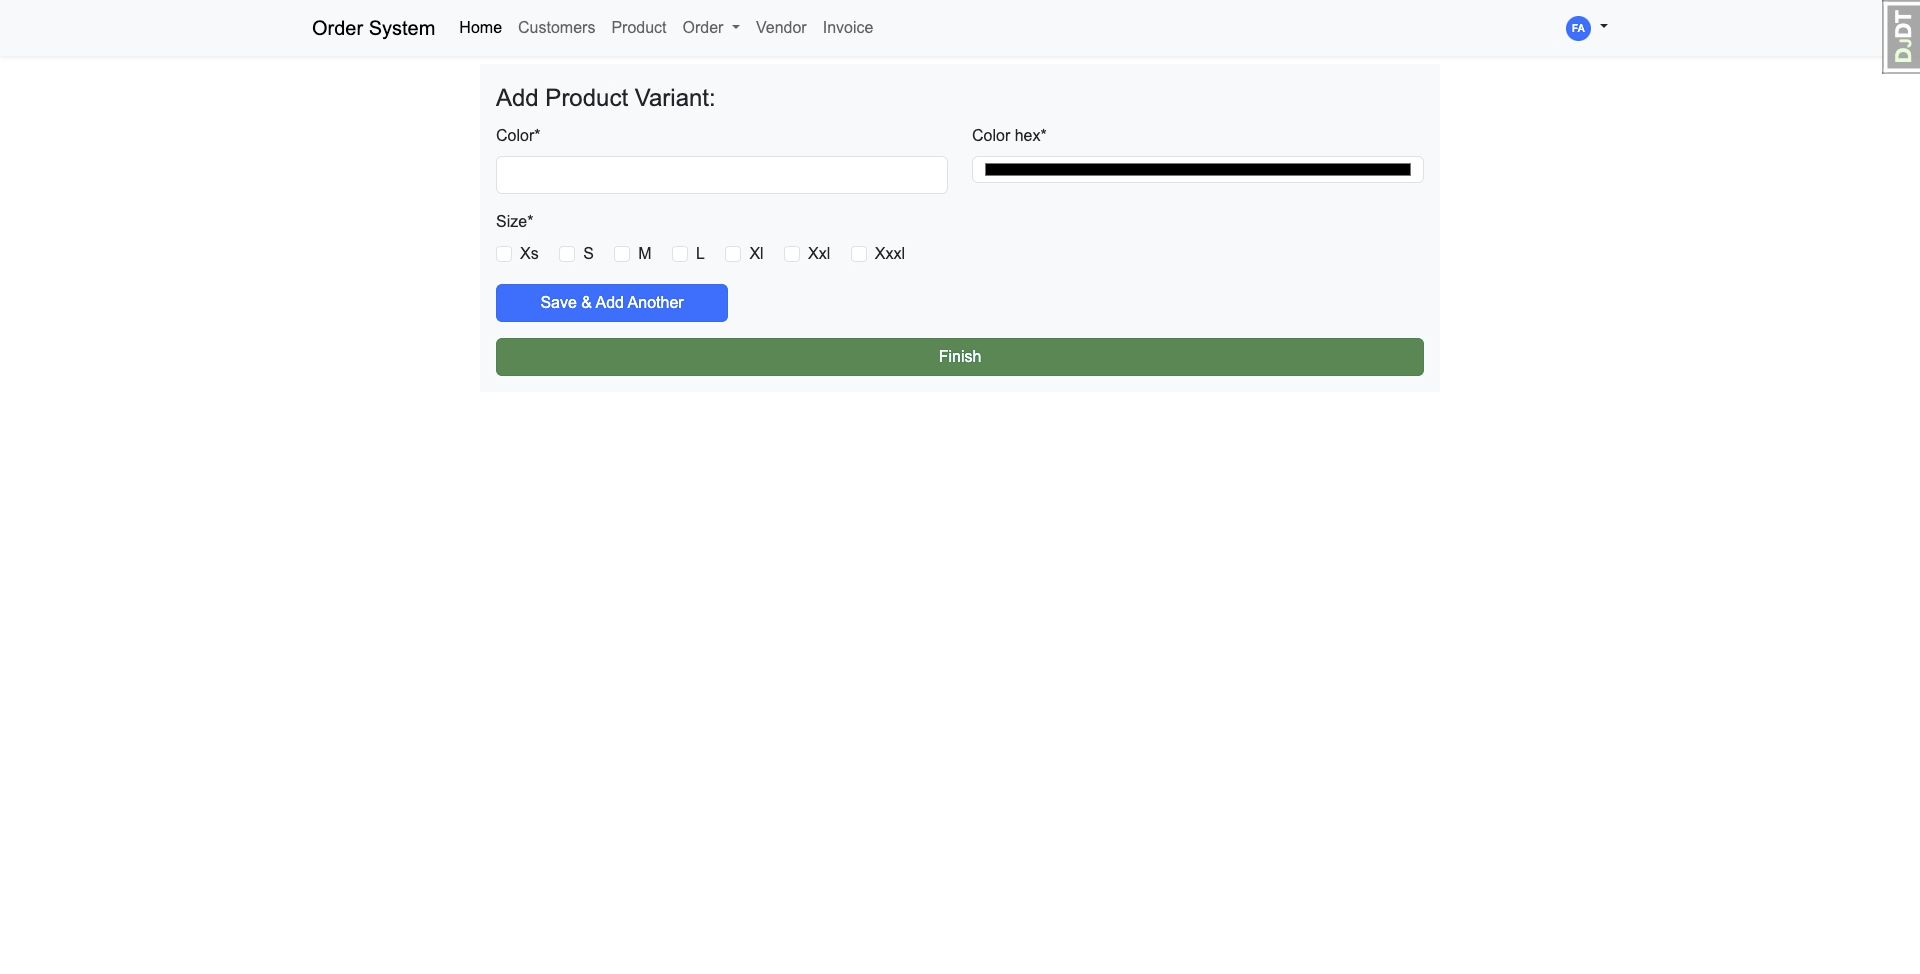 Order System Home Customers Product Order Vendor Invoice FA
DJDT
Add Product Variant:
Color* Color hex*
Size*
Xs S M L Xl Xxl Xxxl
Save & Add Another
Finish